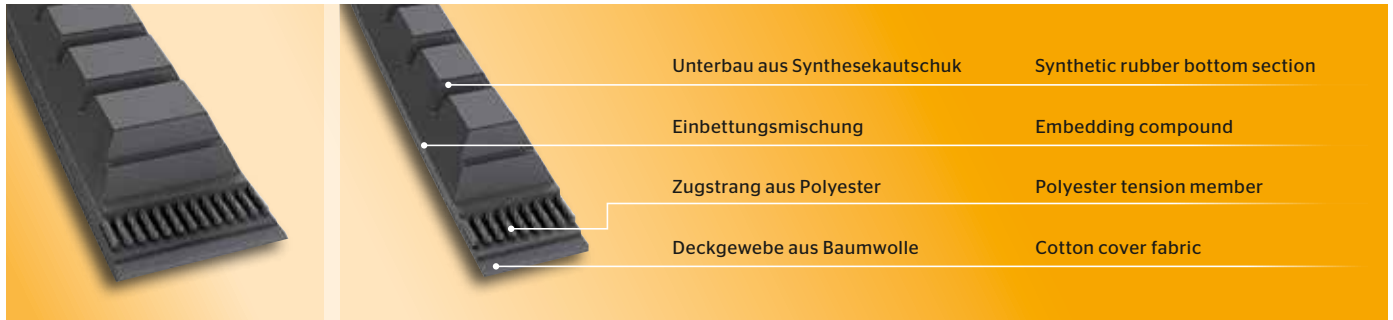 Unterbau aus Synthesekautschuk Synthetic rubber bottom section
Einbettungsmischung Embedding compound
Zugstrang aus Polyester Polyester tension member
Deckgewebe aus Baumwolle Cotton cover fabric